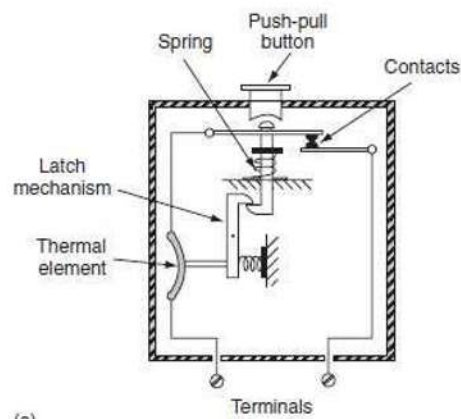 Push-pull
button
Spring
Contacts
Latch
mechanism
Thermal
element
Terminals